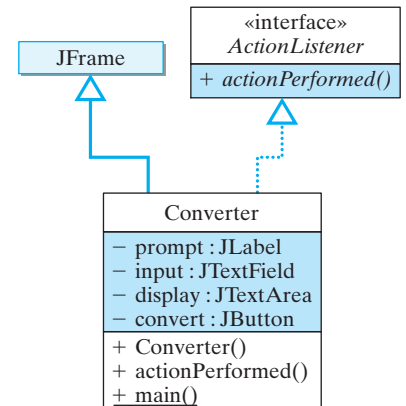 «interface»
ActionListener
+ actionPerformed()
JFrame
Converter
− prompt : JLabel
− input : JTextField
− display : JTextArea
− convert : JButton
+ Converter()
+ actionPerformed()
+ main()